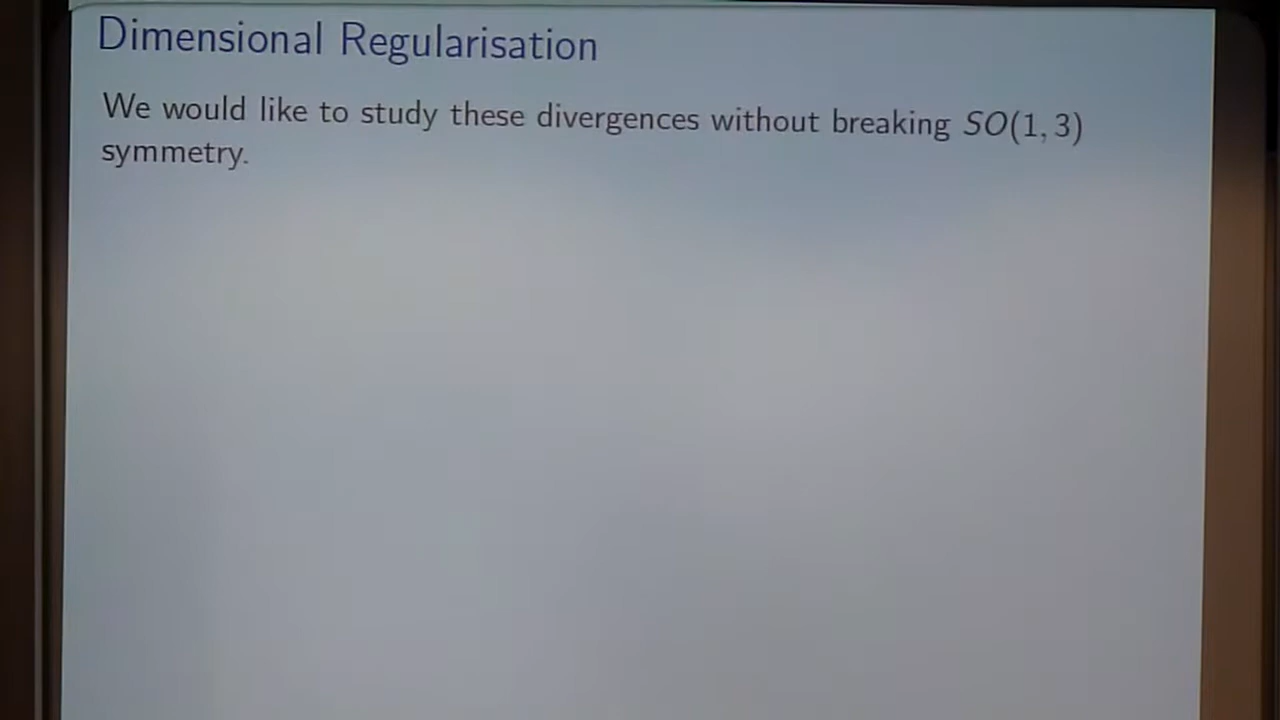 Dimensional Regularisation
We would like to study these divergences without breaking SO(1, 3)
symmetry.